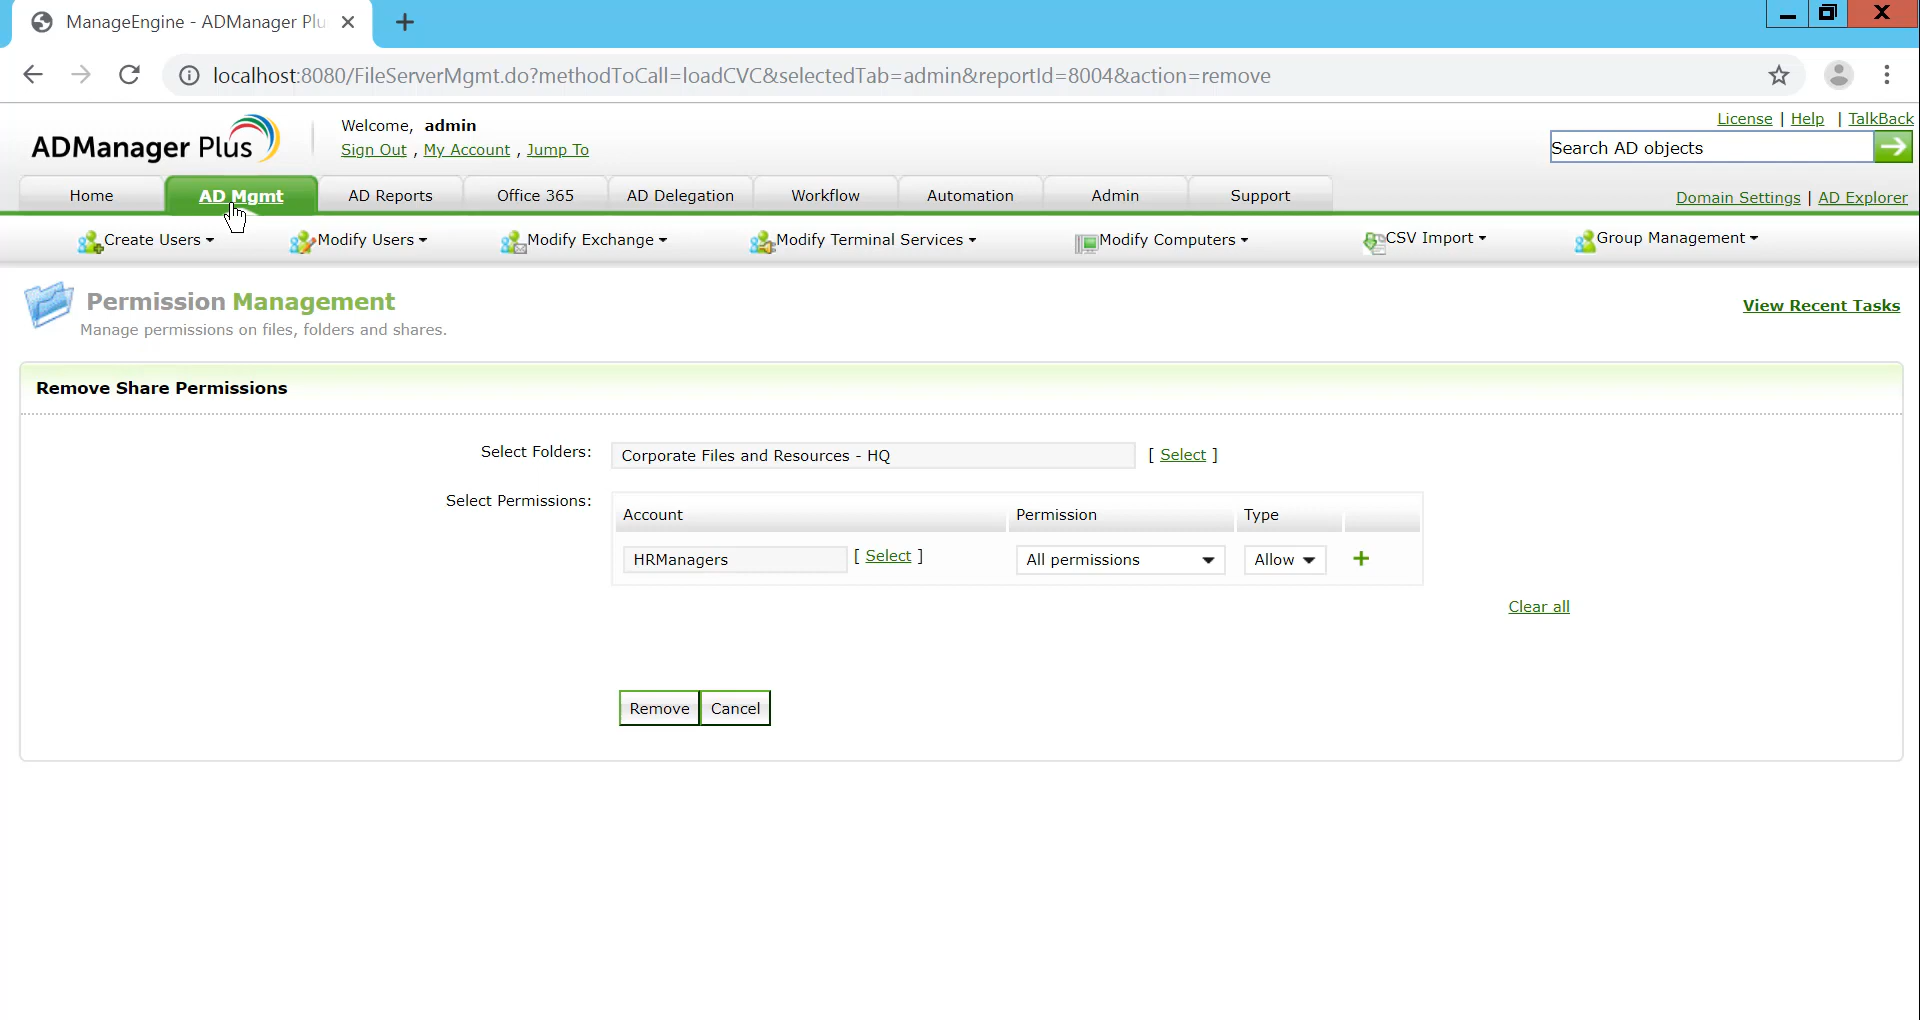 ManageEngine - ADManager Plu
localhost:8080/FileServerMgmt.do?methodToCall=loadCVC&selectedTab=admin&reportId=8004&action=remove
ADManager Plus
Welcome, admin
Sign Out , My Account , Jump To
License | Help | TalkBack
Search AD objects
Home AD Mgmt AD Reports Office 365 AD Delegation Workflow Automation Admin Support
Domain Settings | AD Explorer
Create Users Modify Users Modify Exchange Modify Terminal Services Modify Computers CSV Import Group Management
Permission Management
Manage permissions on files, folders and shares.
View Recent Tasks
Remove Share Permissions
Select Folders: Corporate Files and Resources - HQ [ Select ]
Select Permissions:
Account Permission Type
HRManagers [ Select ] All permissions Allow
Clear all
Remove Cancel